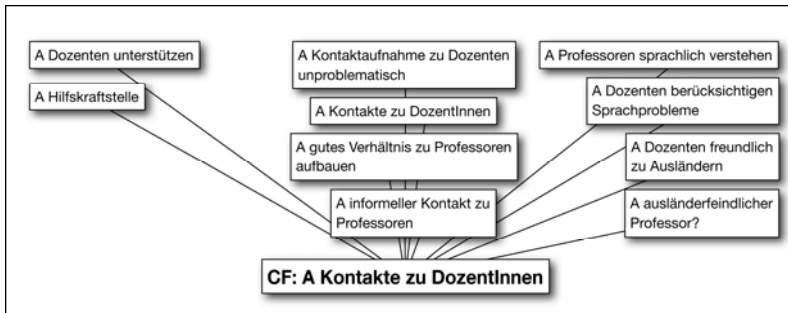 A Dozenten unterstützen
A Hilfskraftstelle
A Kontaktaufnahme zu Dozenten
unproblematisch
A Kontakte zu DozentInnen
A gutes Verhältnis zu Professoren
aufbauen
A informeller Kontakt zu
Professoren
A Professoren sprachlich verstehen
A Dozenten berücksichtigen
Sprachprobleme
A Dozenten freundlich
zu Ausländern
A ausländerfeindlicher
Professor?
CF: A Kontakte zu DozentInnen